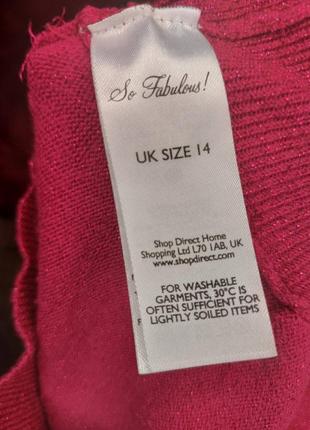 So Fabulous!
UK SIZE 14
Shop Direct Home
Shopping Ltd L70 1AB, UK
www.shopdirect.com
FOR WASHABLE
GARMENTS, 30°C IS
OFTEN SUFFICIENT FOR
LIGHTLY SOILED ITEMS